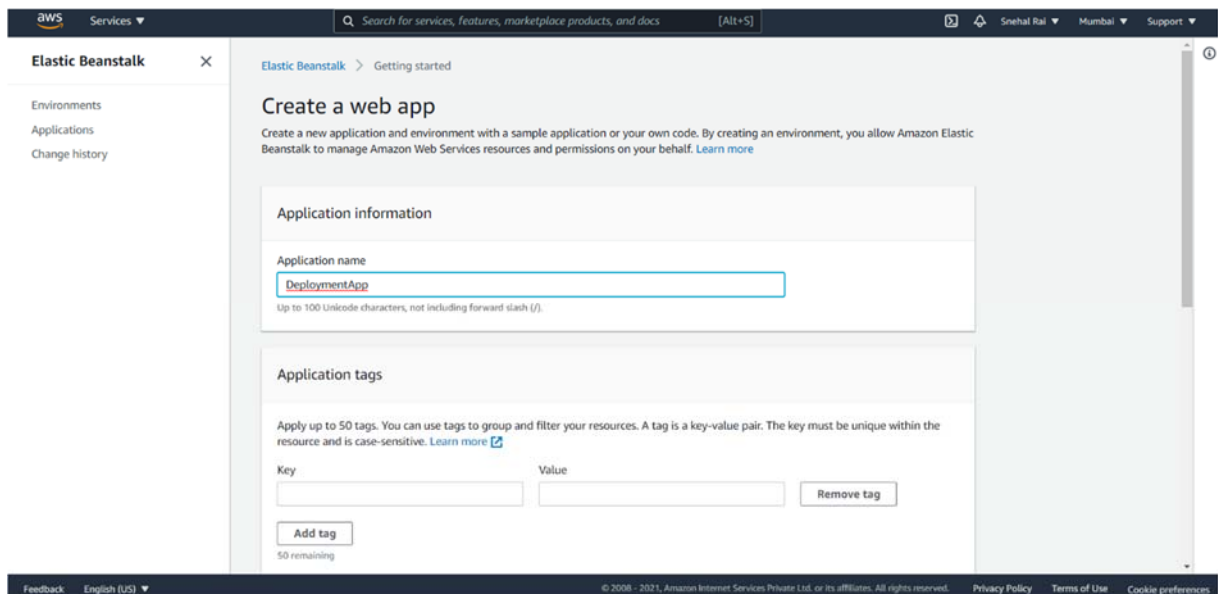 aws Services ▼ Search for services, features, marketplace products, and docs [Alt+S] Snehal Rai ▼ Mumbai ▼ Support ▼
Elastic Beanstalk
Environments
Applications
Change history
Elastic Beanstalk > Getting started
Create a web app
Create a new application and environment with a sample application or your own code. By creating an environment, you allow Amazon Elastic
Beanstalk to manage Amazon Web Services resources and permissions on your behalf. Learn more
Application information
Application name
DeploymentApp
Up to 100 Unicode characters, not including forward slash (/).
Application tags
Apply up to 50 tags. You can use tags to group and filter your resources. A tag is a key-value pair. The key must be unique within the
resource and is case-sensitive. Learn more
Key Value
Remove tag
Add tag
50 remaining
Feedback English (US) ▼ © 2008 - 2021, Amazon Internet Services Private Ltd. or its affiliates. All rights reserved. Privacy Policy Terms of Use Cookie preferences